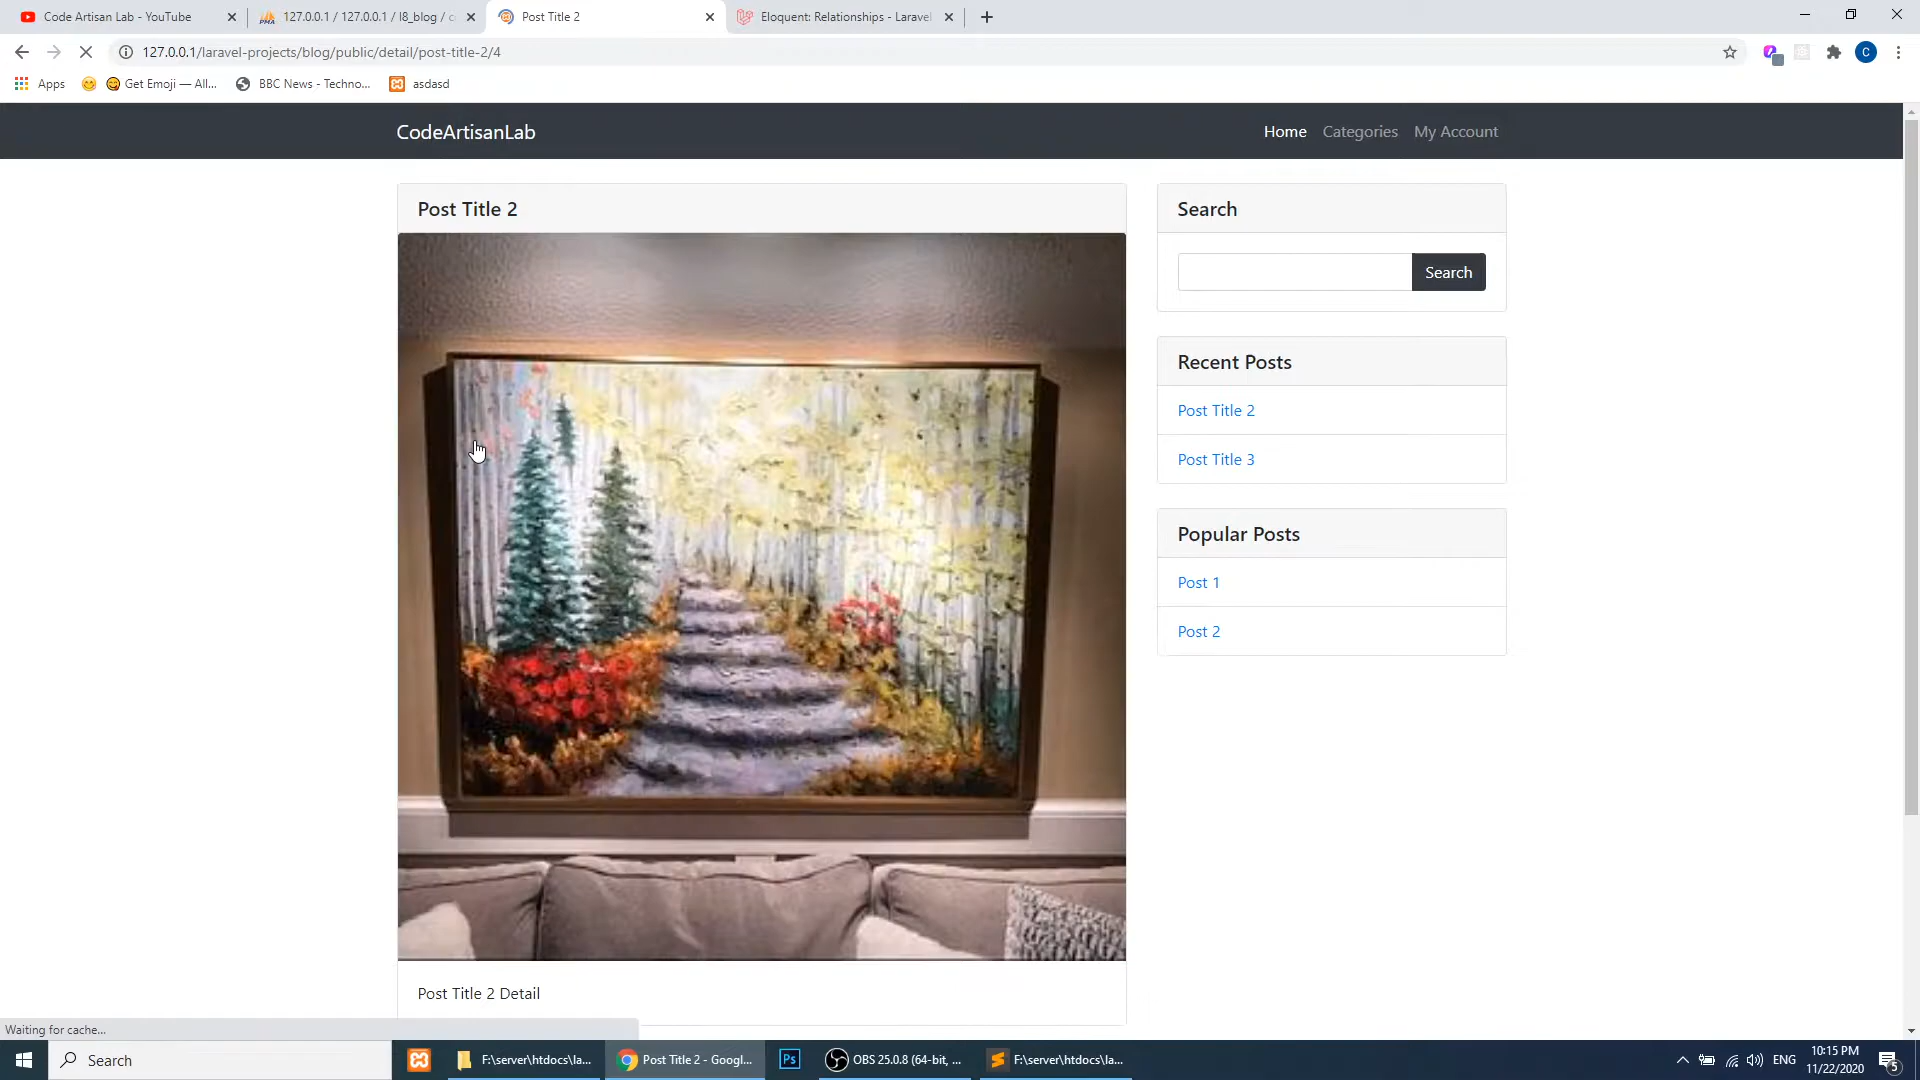 Code Artisan Lab - YouTube
127.0.0.1 / 127.0.0.1 / l8_blog / c
Post Title 2
Eloquent: Relationships - Laravel
127.0.0.1/laravel-projects/blog/public/detail/post-title-2/4
C
Apps
Get Emoji — All...
BBC News - Techno...
asdasd
CodeArtisanLab
Home
Categories
My Account
Post Title 2
Search
Search
Recent Posts
Post Title 2
Post Title 3
Popular Posts
Post 1
Post 2
Post Title 2 Detail
Waiting for cache...
Search
F:\server\htdocs\la...
Post Title 2 - Googl...
Ps
OBS 25.0.8 (64-bit, ...
F:\server\htdocs\la...
ENG
10:15 PM
11/22/2020
5